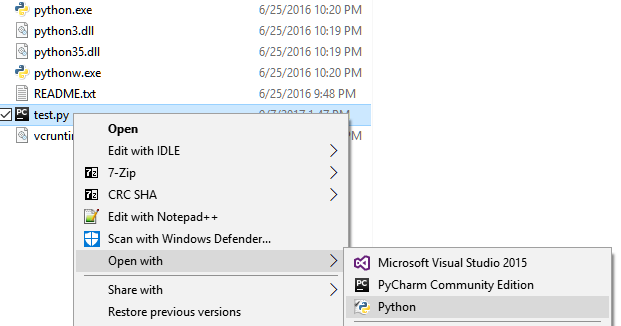 python.exe 6/25/2016 10:20 PM
python3.dll 6/25/2016 10:19 PM
python35.dll 6/25/2016 10:19 PM
pythonw.exe 6/25/2016 10:20 PM
README.txt 6/25/2016 9:48 PM
test.py
vcruntim
Open
Edit with IDLE
7-Zip
CRC SHA
Edit with Notepad++
Scan with Windows Defender...
Open with
Share with
Restore previous versions
Microsoft Visual Studio 2015
PyCharm Community Edition
Python